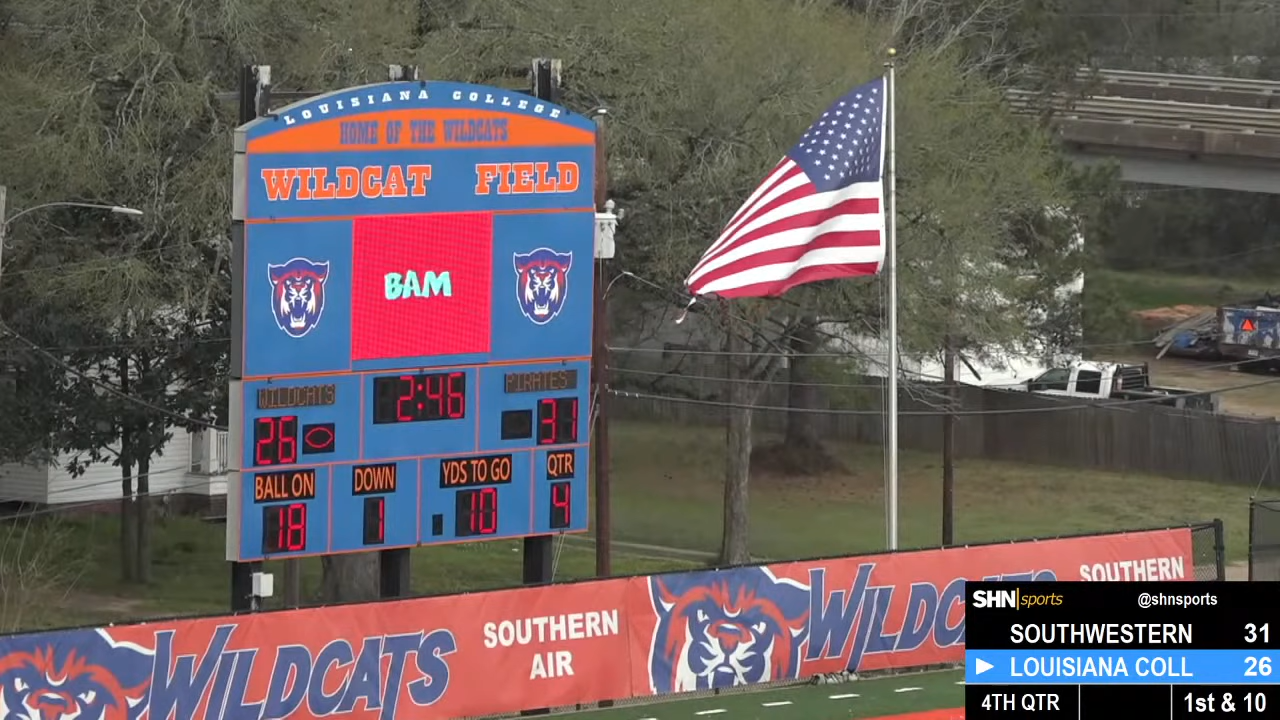 LOUISIANA COLLEGE
HOME OF THE WILDCATS
WILDCAT FIELD
BAM
WILDCATS 2:46 PIRATES
26 31
BALL ON DOWN YDS TO GO QTR
18 1 10 4
WILDCATS SOUTHERN AIR WILDC SOUTHERN
SHN sports @shnsports
SOUTHWESTERN 31
LOUISIANA COLL 26
4TH QTR 1st & 10